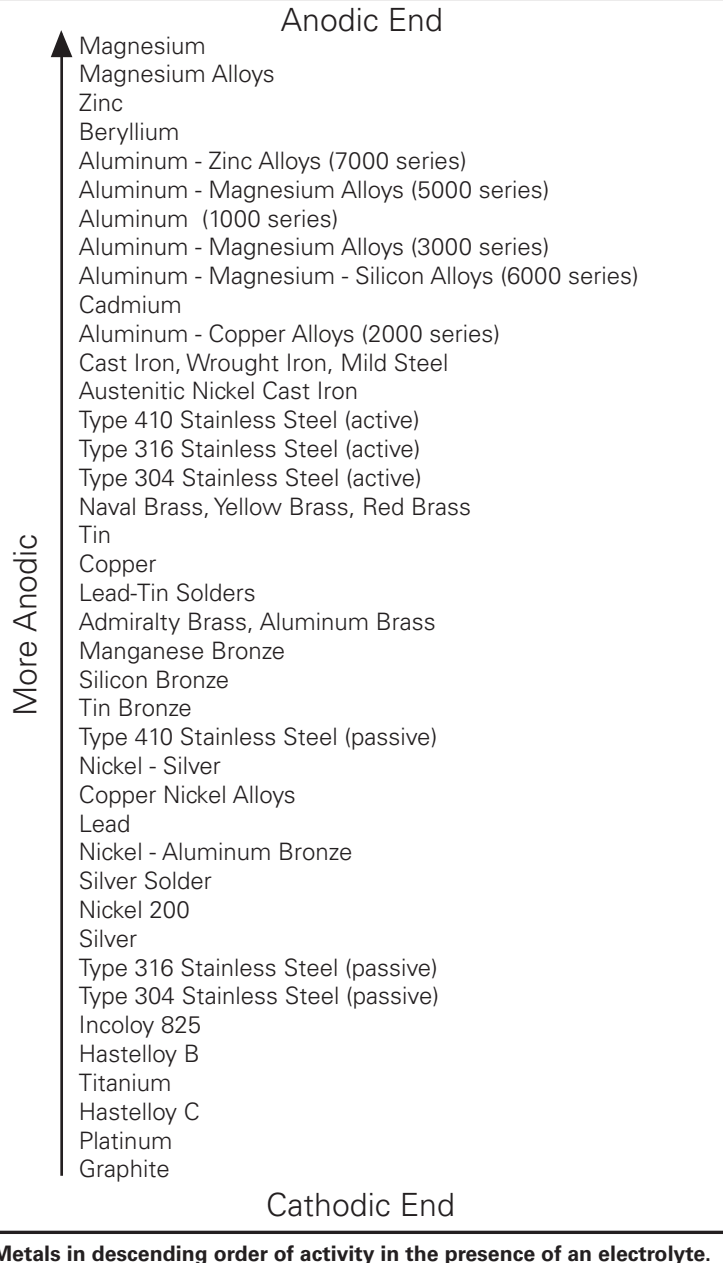 Anodic End
Magnesium
Magnesium Alloys
Zinc
Beryllium
Aluminum - Zinc Alloys (7000 series)
Aluminum - Magnesium Alloys (5000 series)
Aluminum (1000 series)
Aluminum - Magnesium Alloys (3000 series)
Aluminum - Magnesium - Silicon Alloys (6000 series)
Cadmium
Aluminum - Copper Alloys (2000 series)
Cast Iron, Wrought Iron, Mild Steel
Austenitic Nickel Cast Iron
Type 410 Stainless Steel (active)
Type 316 Stainless Steel (active)
Type 304 Stainless Steel (active)
Naval Brass, Yellow Brass, Red Brass
Tin
Copper
Lead-Tin Solders
Admiralty Brass, Aluminum Brass
Manganese Bronze
Silicon Bronze
Tin Bronze
Type 410 Stainless Steel (passive)
Nickel - Silver
Copper Nickel Alloys
Lead
Nickel - Aluminum Bronze
Silver Solder
Nickel 200
Silver
Type 316 Stainless Steel (passive)
Type 304 Stainless Steel (passive)
Incoloy 825
Hastelloy B
Titanium
Hastelloy C
Platinum
Graphite
More Anodic
Cathodic End
Metals in descending order of activity in the presence of an electrolyte.